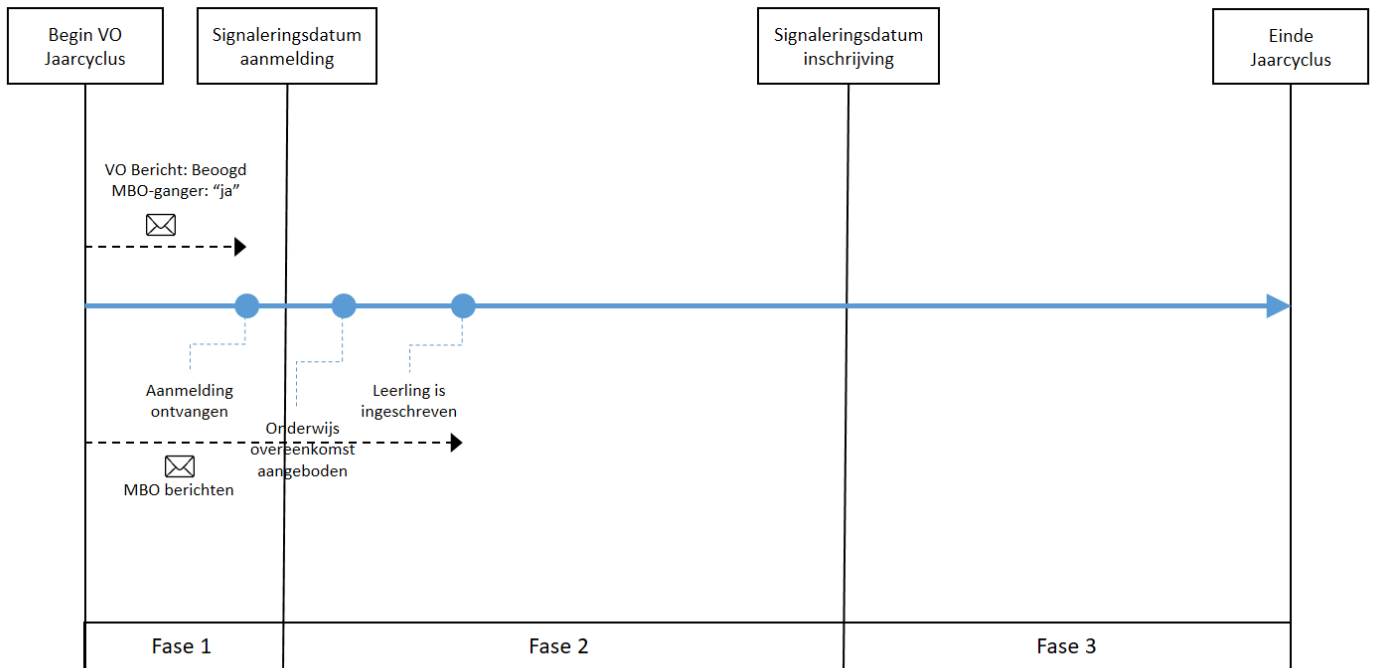 Begin VO
Jaarcyclus
Signaleringsdatum
aanmelding
Signaleringsdatum
inschrijving
Einde
Jaarcyclus
VO Bericht: Beoogd
MBO-ganger: “ja”
Aanmelding
ontvangen
Onderwijs
overeenkomst
aangeboden
Leerling is
ingeschreven
MBO berichten
Fase 1
Fase 2
Fase 3